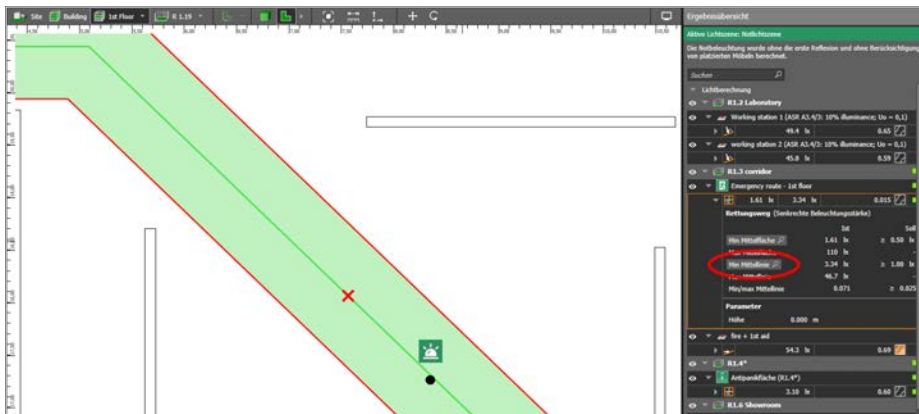 Site Building 1st Floor R 1.19
Ergebnisübersicht
Aktive Lichtszene: Notlichtszene
Die Notbeleuchtung wurde ohne die erste Reflexion und ohne Berücksichtigung
von platzierten Möbeln berechnet.
Suchen
Lichtberechnung
R1.2 Laboratory
Working station 1 (ASR A3.4/3: 10% illuminance; Uo = 0,1)
49.4 lx 0.65
working station 2 (ASR A3.4/3: 10% illuminance; Uo = 0,1)
45.8 lx 0.59
R1.3 corridor
Emergency route - 1st floor
1.61 lx 3.34 lx 0.015
Rettungsweg (Senkrechte Beleuchtungsstärke)
Ist Soll
Min Mittelfläche 1.61 lx ≥ 0.50 lx
Max Mittelfläche 110 lx -
Min Mittellinie 3.34 lx ≥ 1.00 lx
Max Mittellinie 46.7 lx -
Min/max Mittellinie 0.071 ≥ 0.025
Parameter
Höhe 0.000 m
fire + 1st aid
54.3 lx 0.69
R1.4*
Antipanikfläche (R1.4*)
3.10 lx 0.60
R1.6 Showroom